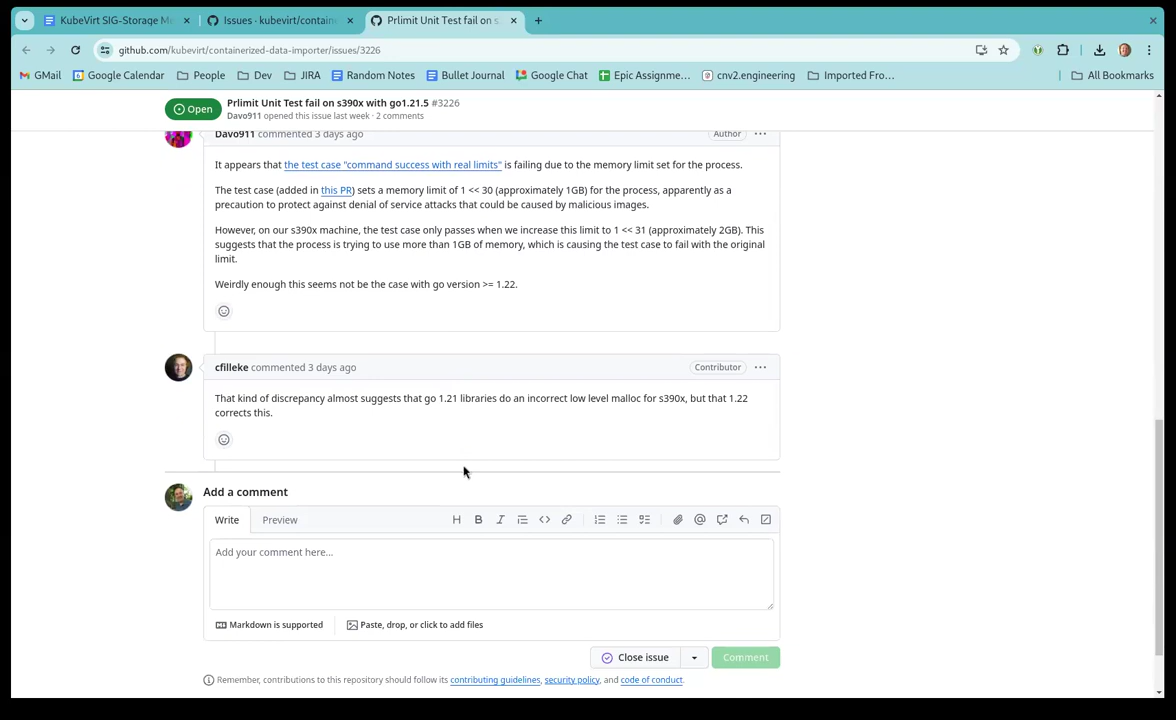 KubeVirt SIG-Storage M
Issues · kubevirt/contain
Prlimit Unit Test fail on s
github.com/kubevirt/containerized-data-importer/issues/3226
GMail
Google Calendar
People
Dev
JIRA
Random Notes
Bullet Journal
Google Chat
Epic Assignme...
cnv2.engineering
Imported Fro...
All Bookmarks
Open
Prlimit Unit Test fail on s390x with go1.21.5 #3226
Davo911 opened this issue last week · 2 comments
Davo911 commented 3 days ago
Author
It appears that the test case "command success with real limits" is failing due to the memory limit set for the process.
The test case (added in this PR) sets a memory limit of 1 << 30 (approximately 1GB) for the process, apparently as a
precaution to protect against denial of service attacks that could be caused by malicious images.
However, on our s390x machine, the test case only passes when we increase this limit to 1 << 31 (approximately 2GB). This
suggests that the process is trying to use more than 1GB of memory, which is causing the test case to fail with the original
limit.
Weirdly enough this seems not be the case with go version >= 1.22.
cfilleke commented 3 days ago
Contributor
That kind of discrepancy almost suggests that go 1.21 libraries do an incorrect low level malloc for s390x, but that 1.22
corrects this.
Add a comment
Write
Preview
Add your comment here...
Markdown is supported
Paste, drop, or click to add files
Close issue
Comment
Remember, contributions to this repository should follow its contributing guidelines, security policy, and code of conduct.